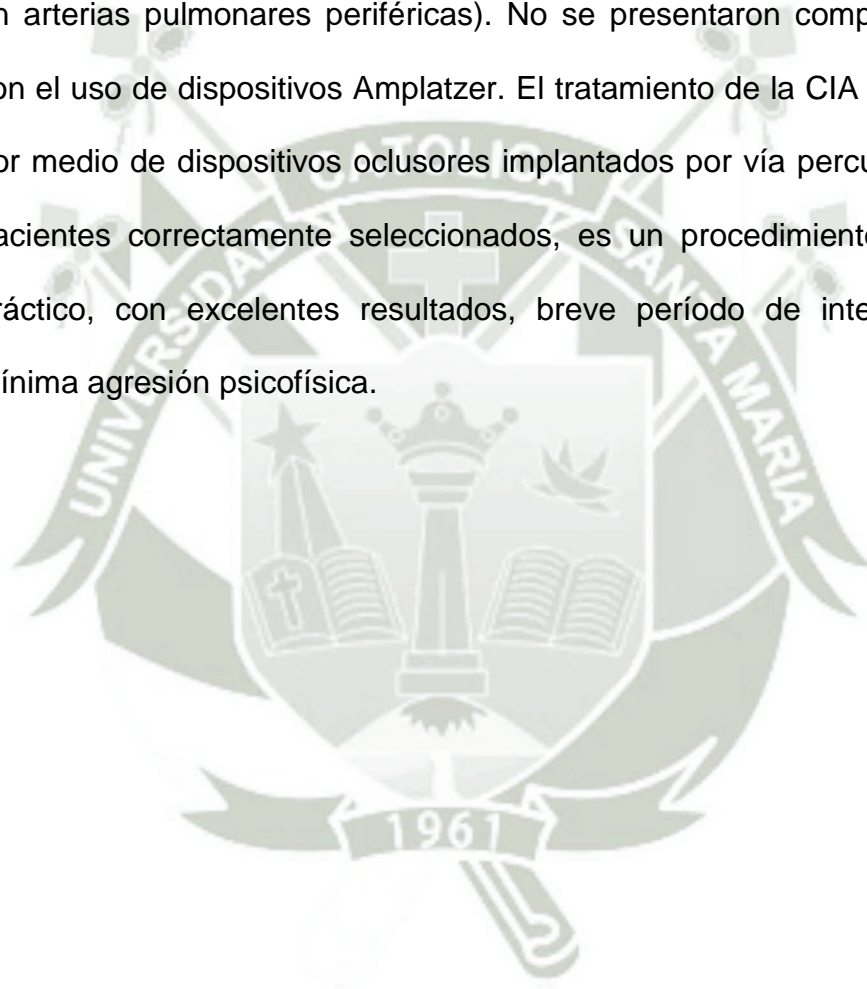 n arterias pulmonares periféricas). No se presentaron comp
on el uso de dispositivos Amplatzer. El tratamiento de la CIA
or medio de dispositivos oclusores implantados por vía percu
acientes correctamente seleccionados, es un procedimiento
ráctico, con excelentes resultados, breve período de inte
ínima agresión psicofísica.
UNIVERSIDAD CATOLICA SANTA MARIA
1961